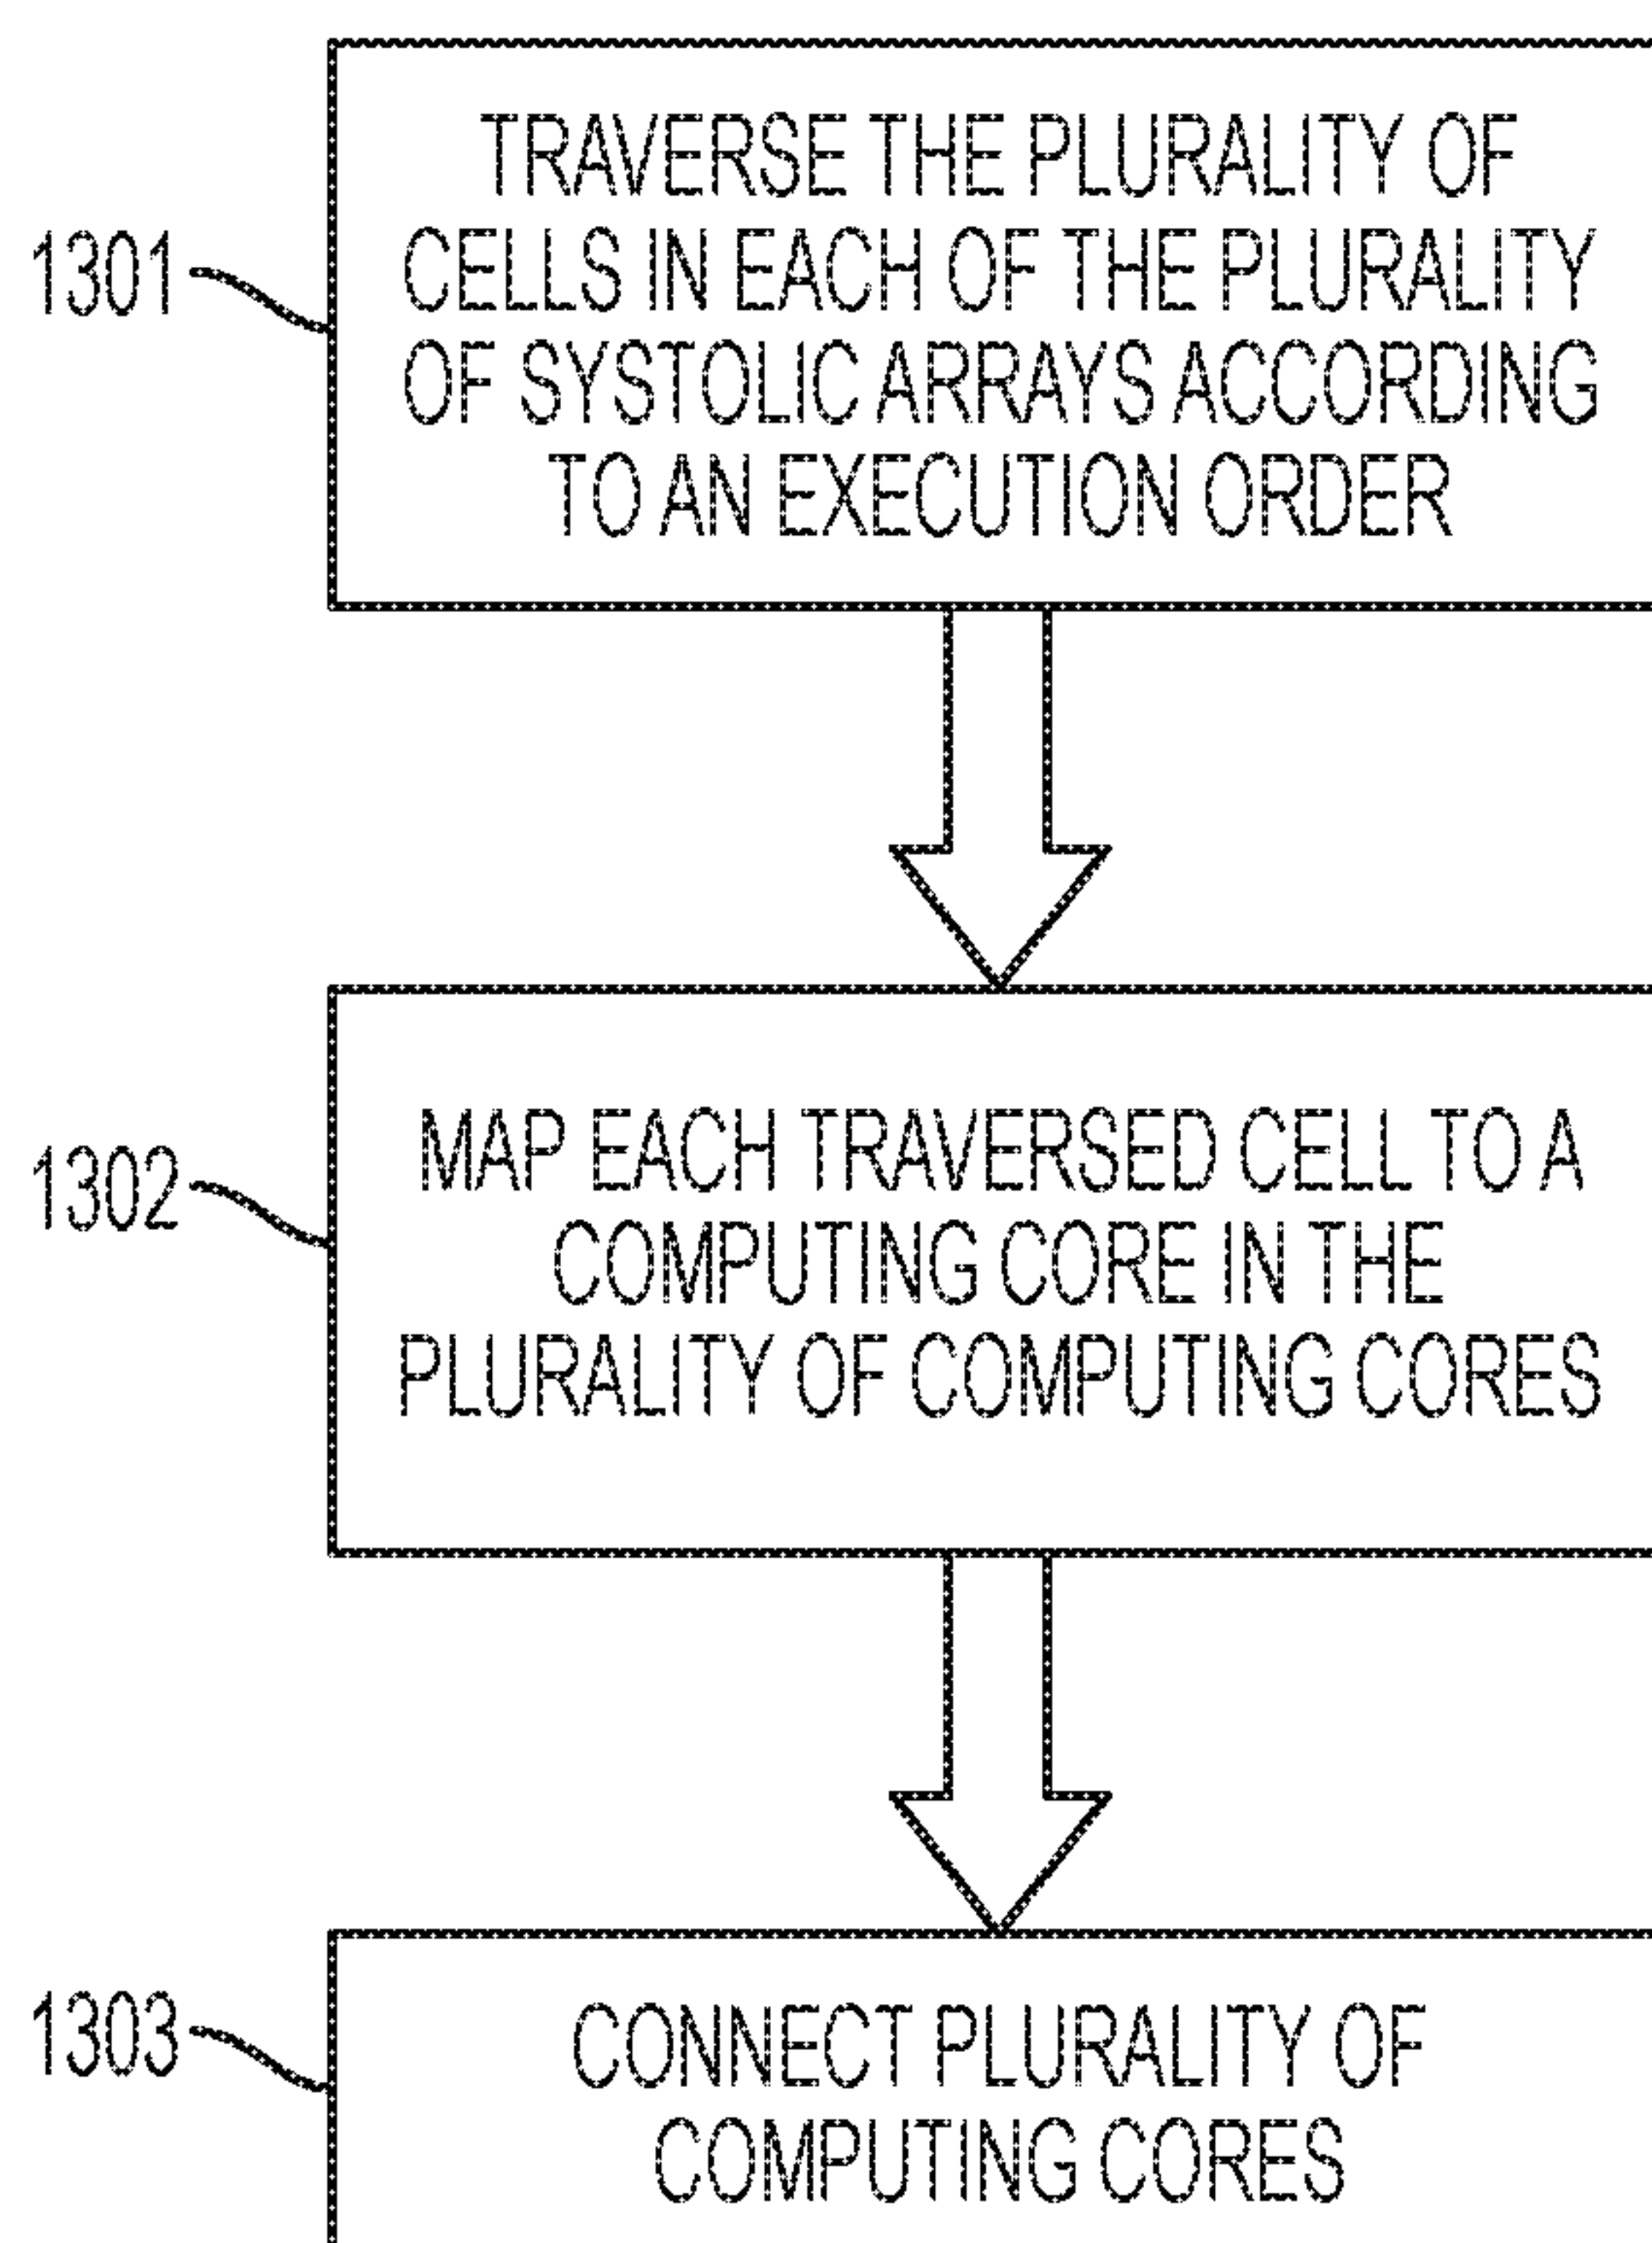 1301
TRAVERSE THE PLURALITY OF
CELLS IN EACH OF THE PLURALITY
OF SYSTOLIC ARRAYS ACCORDING
TO AN EXECUTION ORDER
1302
MAP EACH TRAVERSED CELL TO A
COMPUTING CORE IN THE
PLURALITY OF COMPUTING CORES
1303
CONNECT PLURALITY OF
COMPUTING CORES